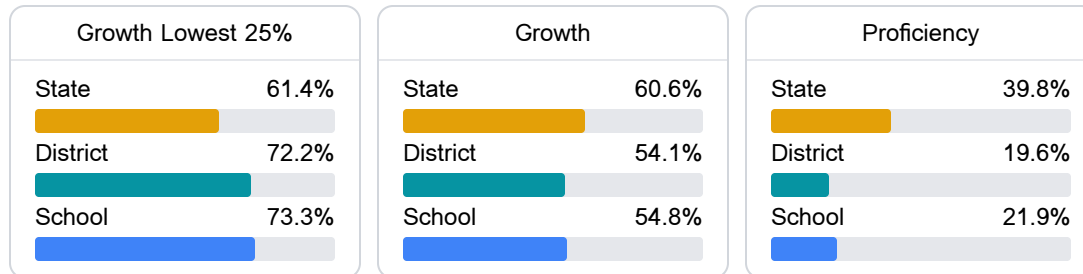 Growth Lowest 25%
State 61.4%
District 72.2%
School 73.3%
Growth
State 60.6%
District 54.1%
School 54.8%
Proficiency
State 39.8%
District 19.6%
School 21.9%